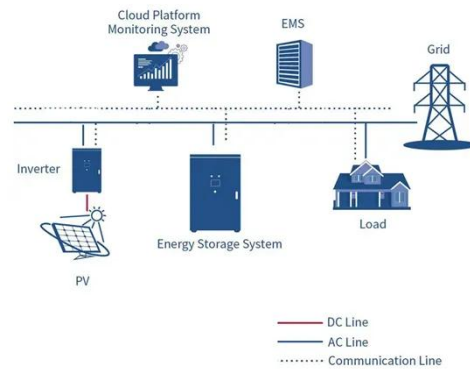 Cloud Platform
Monitoring System
EMS
Grid
Inverter
Energy Storage System
Load
PV
DC Line
AC Line
Communication Line